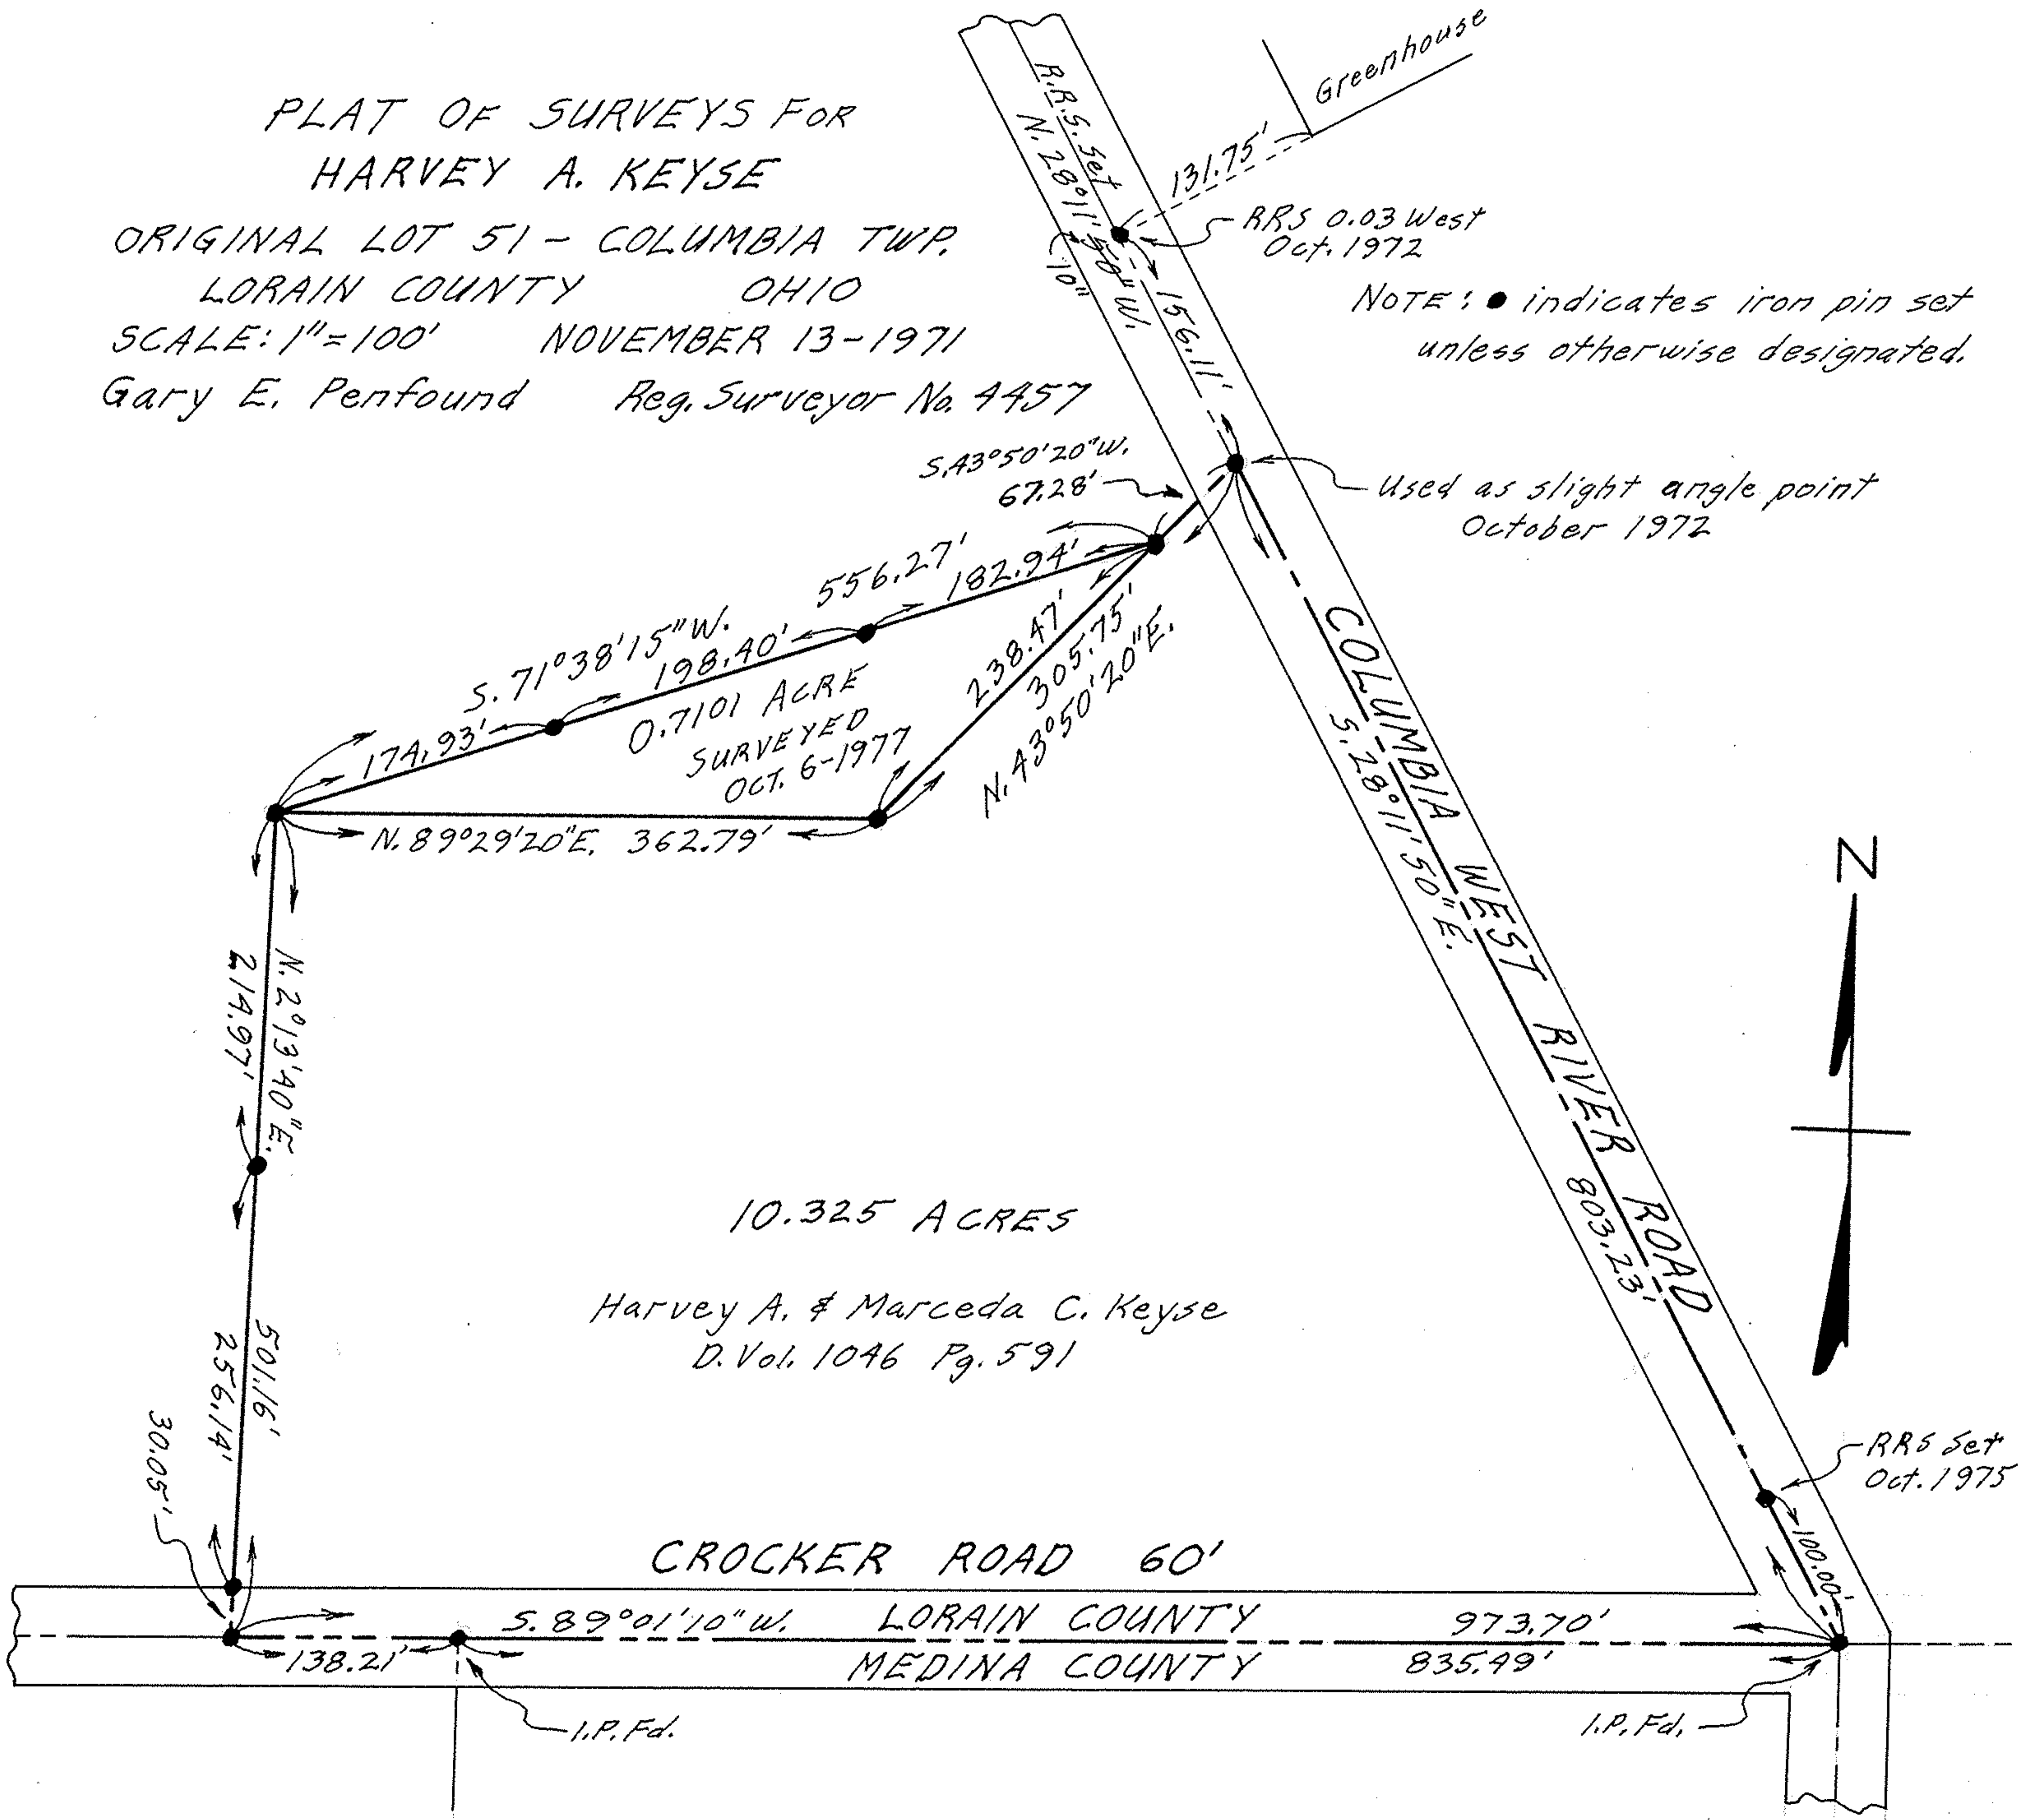 PLAT OF SURVEYS FOR
HARVEY A. KEYSE
ORIGINAL LOT 51 - COLUMBIA TWP.
LORAIN COUNTY OHIO
SCALE: 1"=100' NOVEMBER 13-1971
Gary E. Penfound Reg. Surveyor No. 4457
Greenhouse
131.75'
R.R.S. Set
N. 28°11'50" W.
10"
RRS 0.03 West
Oct. 1972
156.11'
NOTE: ● indicates iron pin set
unless otherwise designated.
S.43°50'20"W.
67.28'
Used as slight angle point
October 1972
556.27'
182.94'
S. 71°38'15"W.
198.40'
174.93'
0.7101 ACRE
SURVEYED
OCT. 6-1977
238.47'
305.75'
N. 43°50'20"E.
N. 89°29'20"E. 362.79'
COLUMBIA WEST RIVER ROAD
S. 28°11'50"E.
803.23'
N
N. 2°13'40"E.
214.97'
10.325 ACRES
Harvey A. & Marceda C. Keyse
D. Vol. 1046 Pg. 591
501.16'
256.14'
30.05'
RRS Set
Oct. 1975
100.00'
CROCKER ROAD 60'
S. 89°01'10"W. LORAIN COUNTY 973.70'
138.21' MEDINA COUNTY 835.49'
I.P. Fd.
I.P. Fd.